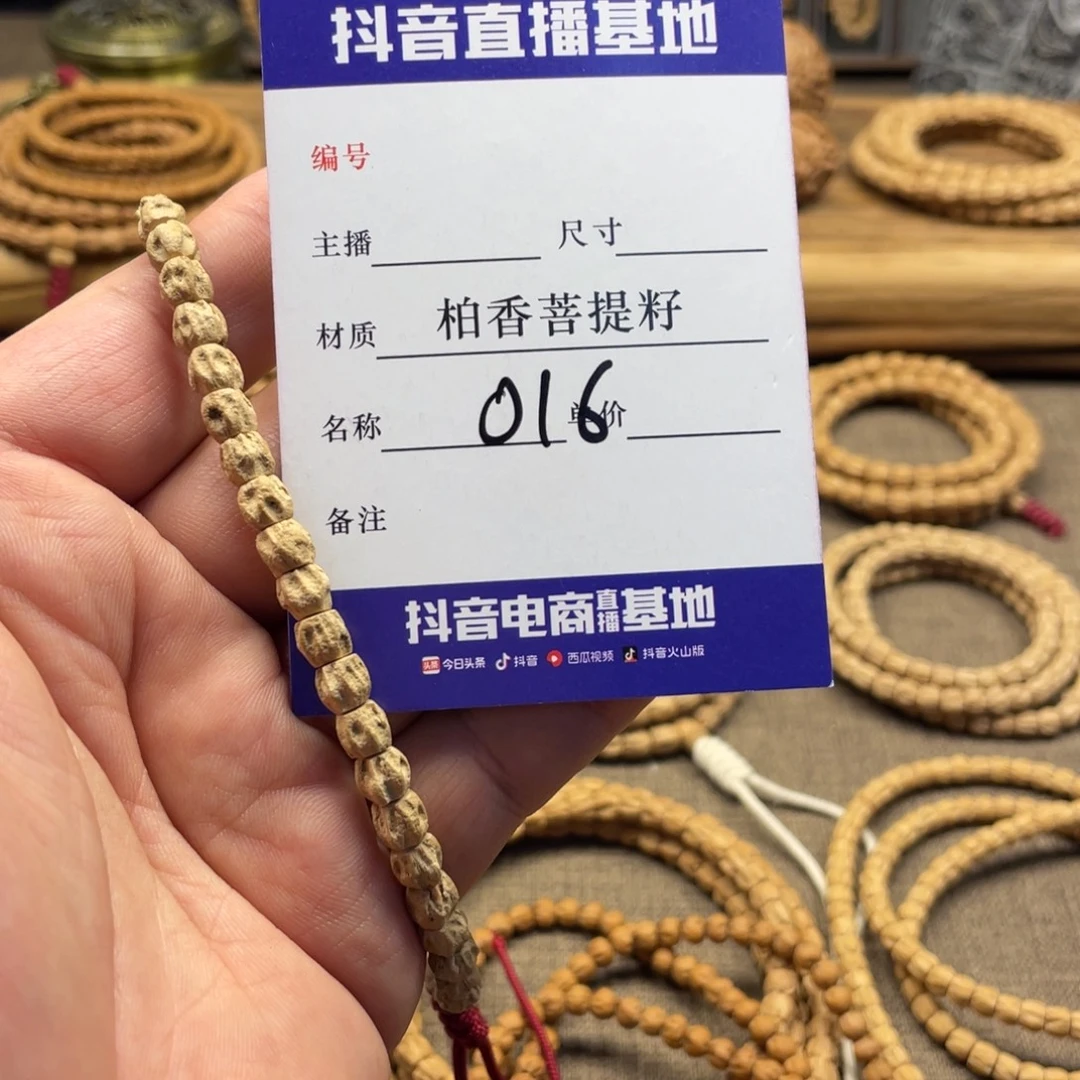 抖音直播基地
编号
主播 尺寸
材质 柏香菩提籽
名称 016 单价
备注
抖音电商直播基地
头条 今日头条 抖音 西瓜视频 抖音火山版